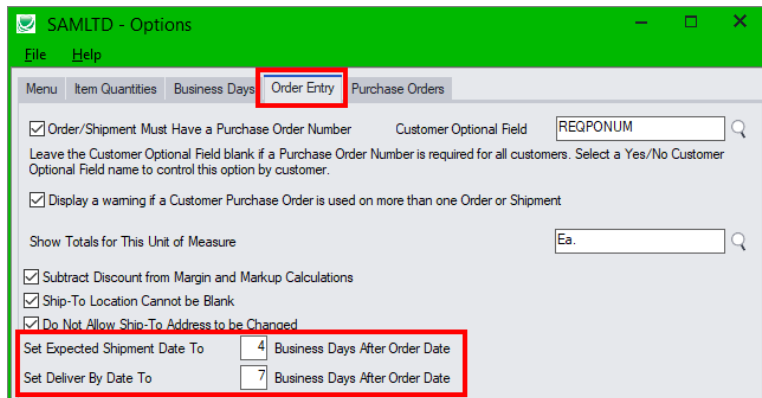 SAMLTD - Options
File Help
Menu Item Quantities Business Days Order Entry Purchase Orders
Order/Shipment Must Have a Purchase Order Number Customer Optional Field REQPONUM
Leave the Customer Optional Field blank if a Purchase Order Number is required for all customers. Select a Yes/No Customer
Optional Field name to control this option by customer.
Display a warning if a Customer Purchase Order is used on more than one Order or Shipment
Show Totals for This Unit of Measure Ea.
Subtract Discount from Margin and Markup Calculations
Ship-To Location Cannot be Blank
Do Not Allow Ship-To Address to be Changed
Set Expected Shipment Date To 4 Business Days After Order Date
Set Deliver By Date To 7 Business Days After Order Date